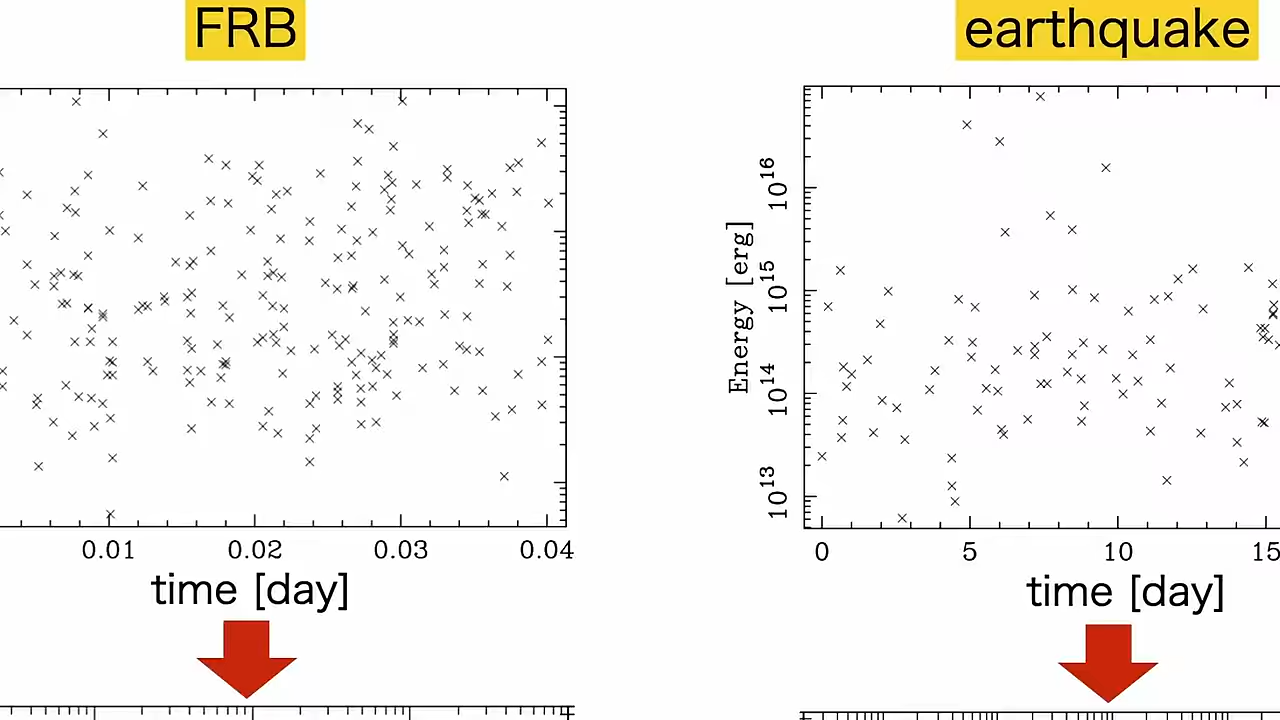 FRB
earthquake
0.01 0.02 0.03 0.04
time [day]
Energy [erg]
10^16
10^15
10^14
10^13
0 5 10 15
time [day]